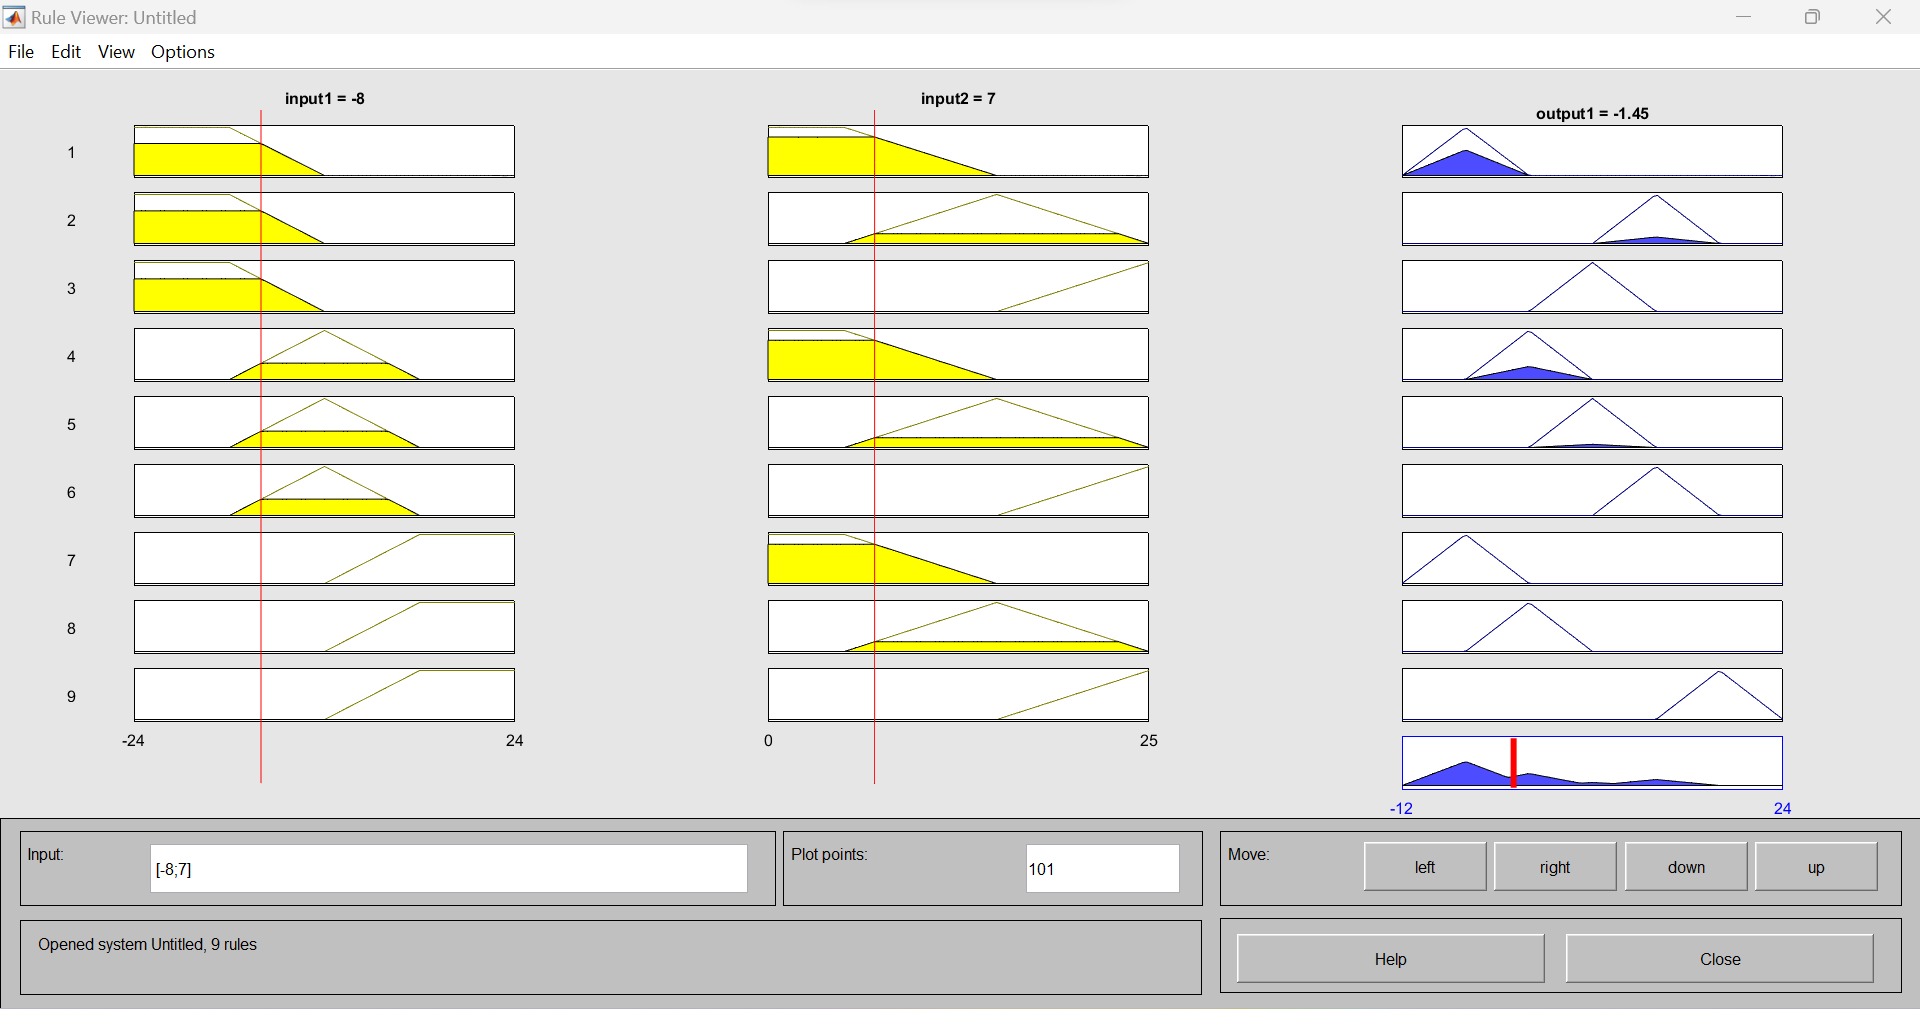 Rule Viewer: Untitled
File Edit View Options
input1 = -8
input2 = 7
output1 = -1.45
1
2
3
4
5
6
7
8
9
-24 24
0 25
-12 24
Input: [-8;7]
Plot points: 101
Move: left right down up
Opened system Untitled, 9 rules
Help Close